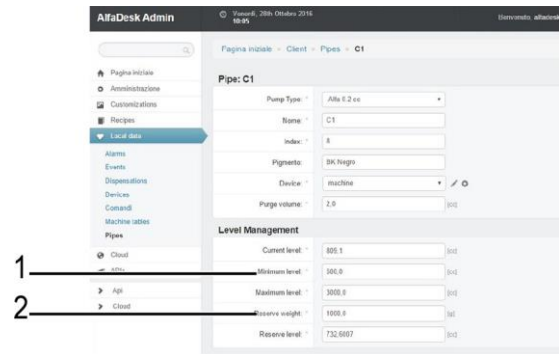 AlfaDesk Admin
Venerdì, 28th Ottobre 2016
10:05
Benvenuto, alfadesk
Pagina iniziale - Client - Pipes - C1
Pagina iniziale
Amministrazione
Customizations
Recipes
Local data
Alarms
Events
Dispensations
Devices
Comandi
Machine tables
Pipes
Cloud
APIs
Api
Cloud
Pipe: C1
Pump Type: * Alfa 0.2 cc
Name: * C1
Index: * 8
Pigmento: BK Negro
Device: * machine
Purge volume: * 2,0 [cc]
Level Management
Current level: * 809,1 [cc]
1
Minimum level: * 500,0 [cc]
Maximum level: * 3000,0 [cc]
2
Reserve weight: * 1000,0 [g]
Reserve level: * 732,6007 [cc]